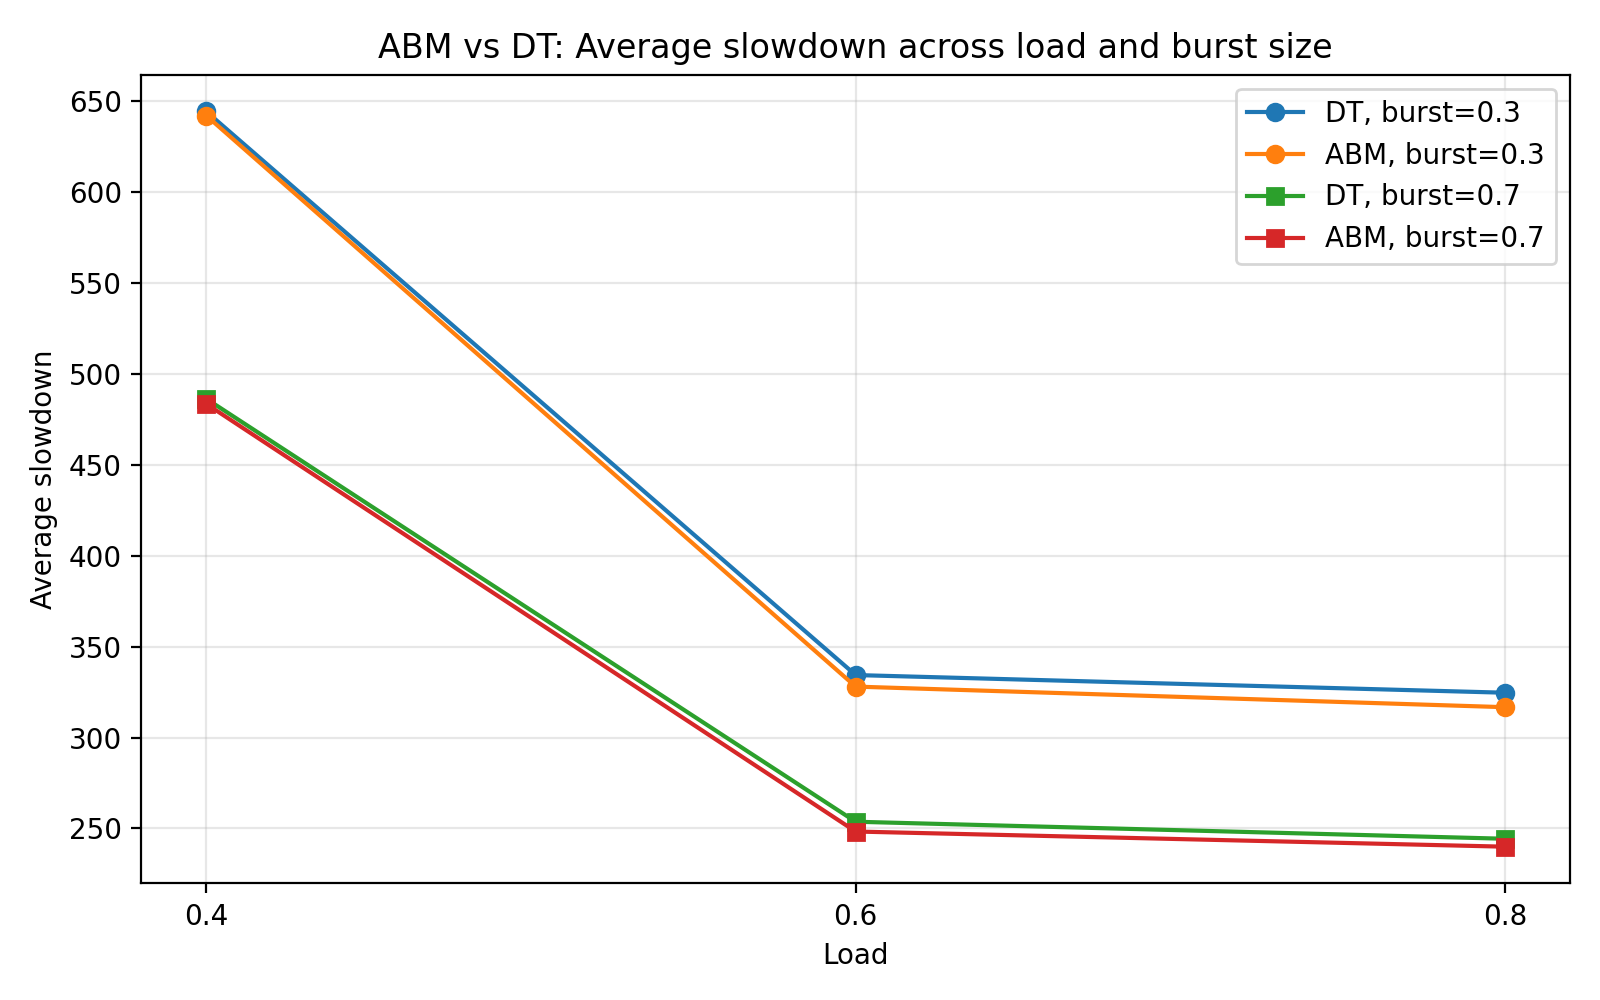 ABM vs DT: Average slowdown across load and burst size
650
600
550
500
450
400
350
300
250
Average slowdown
DT, burst=0.3
ABM, burst=0.3
DT, burst=0.7
ABM, burst=0.7
0.4
0.6
0.8
Load